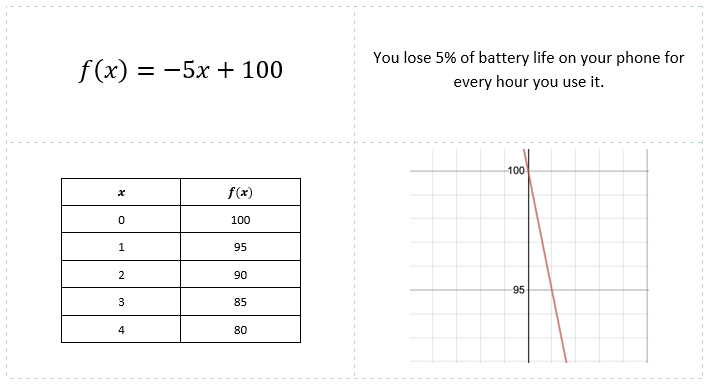 f(x) = −5x + 100
You lose 5% of battery life on your phone for
every hour you use it.
x f(x)
0 100
1 95
2 90
3 85
4 80
100
95